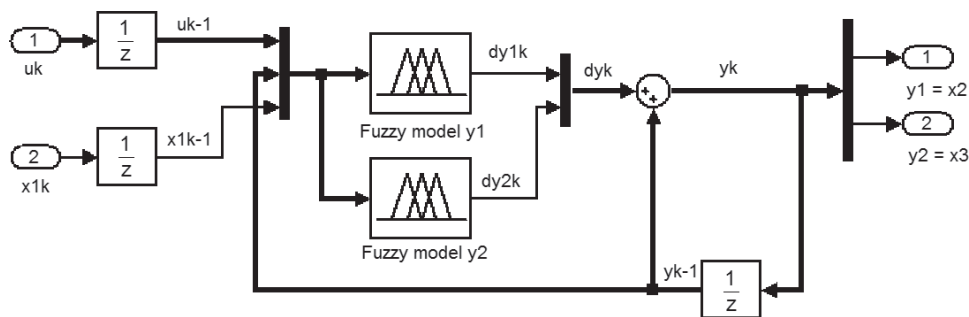 1
uk
1
z
uk-1
2
x1k
1
z
x1k-1
Fuzzy model y1
dy1k
Fuzzy model y2
dy2k
dyk
+
+
yk
yk-1
1
z
1
y1 = x2
2
y2 = x3